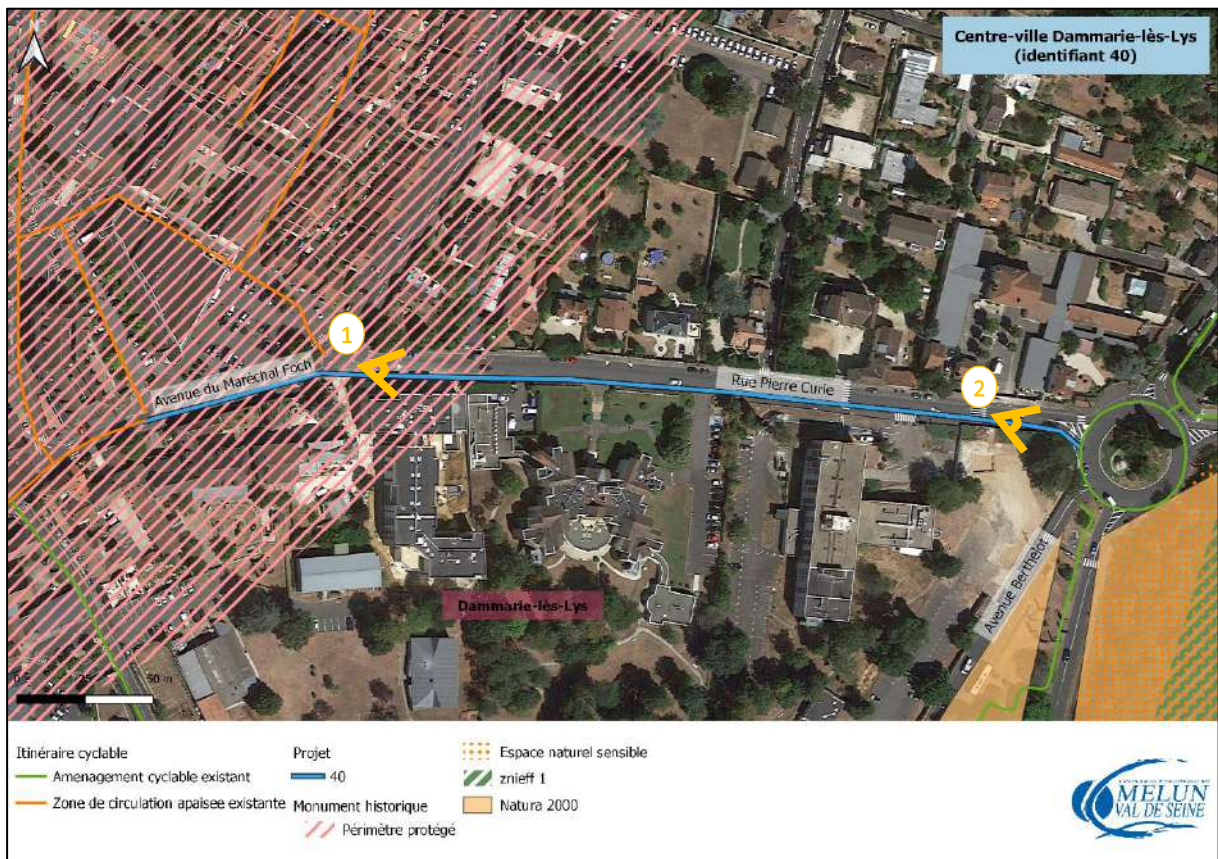 N
Centre-ville Dammarie-lès-Lys
(identifiant 40)
1
Avenue du Maréchal Foch
Rue Pierre Curie
2
Avenue Berthelot
Dammarie-lès-Lys
50 m
Itinéraire cyclable
Amenagement cyclable existant
Zone de circulation apaisee existante
Projet
40
Monument historique
Périmètre protégé
Espace naturel sensible
znieff 1
Natura 2000
MELUN
VAL DE SEINE